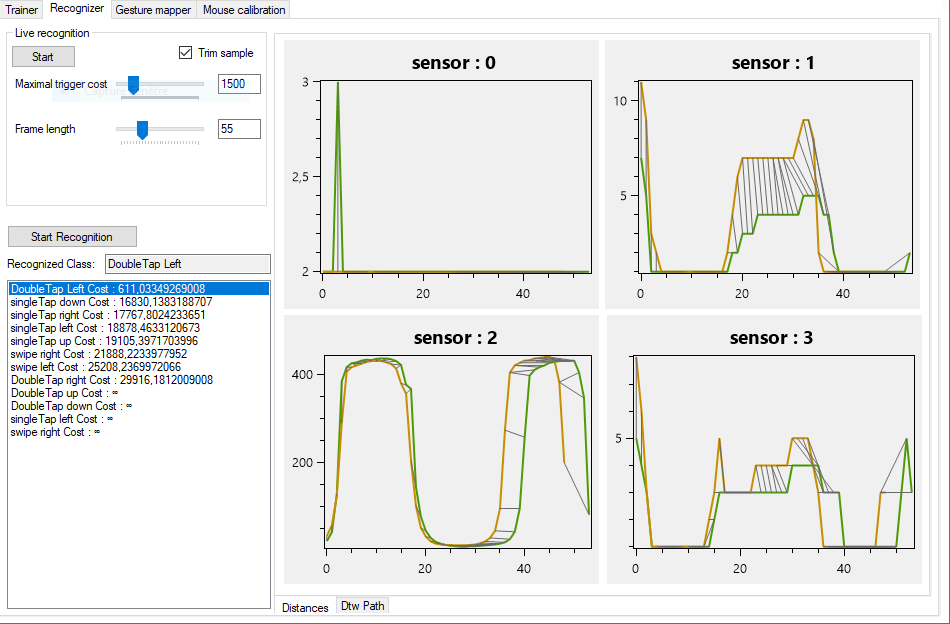 Trainer Recognizer Gesture mapper Mouse calibration
Live recognition
Start
Trim sample
Maximal trigger cost
1500
Frame length
55
Start Recognition
Recognized Class:
DoubleTap Left
DoubleTap Left Cost : 611,03349269008
singleTap down Cost : 16830,1383188707
singleTap right Cost : 17767,8024233651
singleTap left Cost : 18878,4633120673
singleTap up Cost : 19105,3971703996
swipe right Cost : 21888,2233977952
swipe left Cost : 25208,2369972066
DoubleTap right Cost : 29916,1812009008
DoubleTap up Cost : ∞
DoubleTap down Cost : ∞
singleTap left Cost : ∞
swipe right Cost : ∞
sensor : 0
3
2,5
2
0 20 40
sensor : 1
10
5
0 20 40
sensor : 2
400
200
0 20 40
sensor : 3
5
0 20 40
Distances Dtw Path